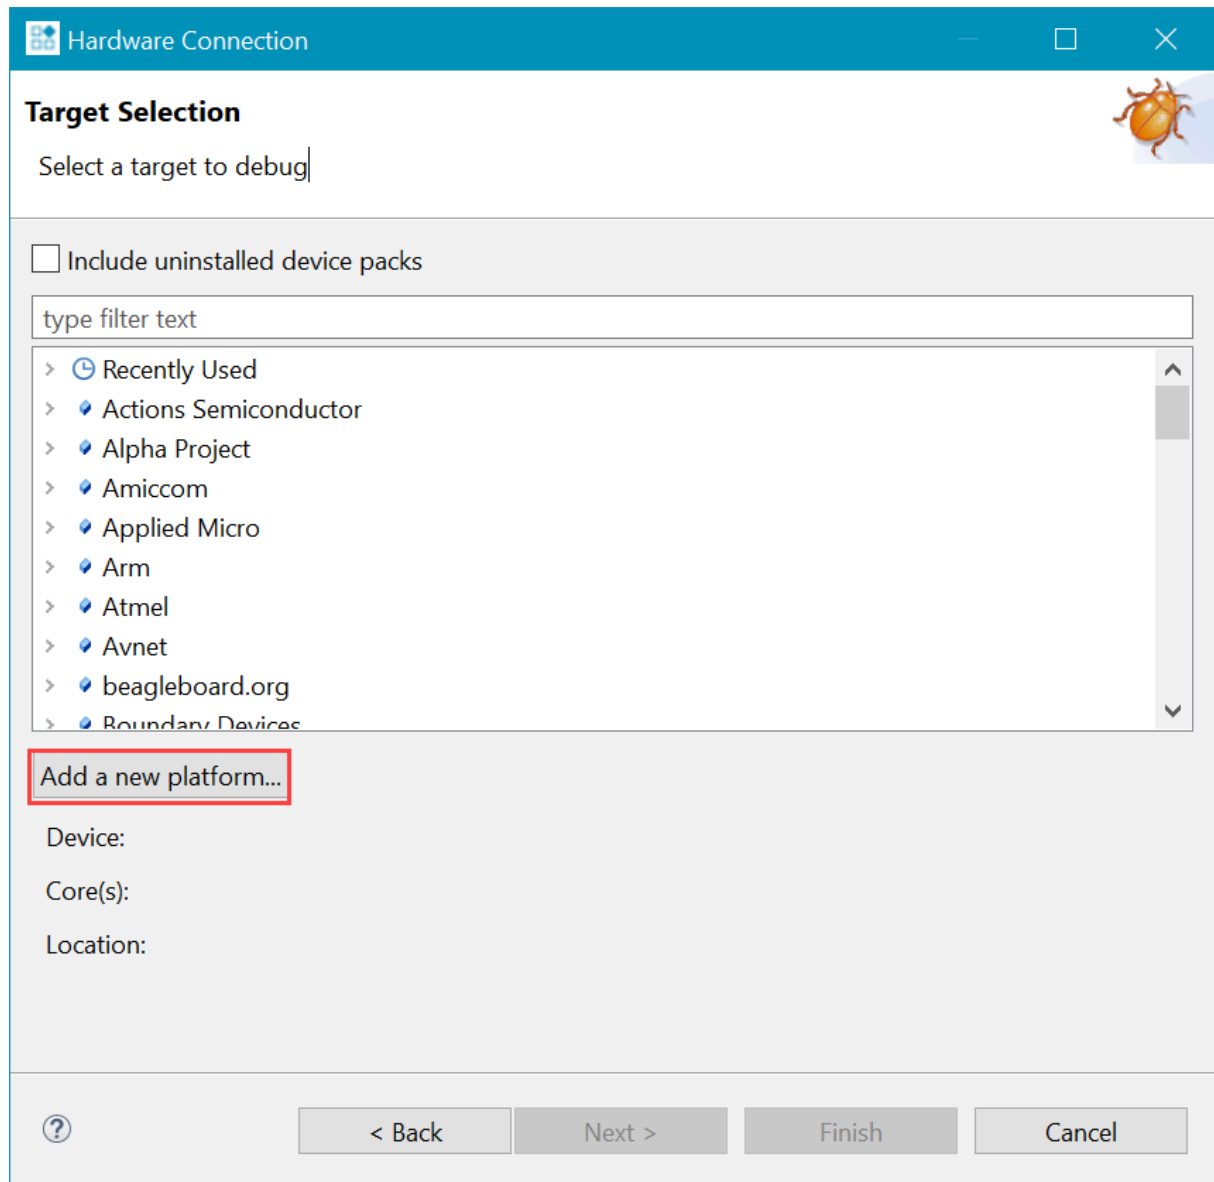 Hardware Connection
Target Selection
Select a target to debug
Include uninstalled device packs
type filter text
Recently Used
Actions Semiconductor
Alpha Project
Amiccom
Applied Micro
Arm
Atmel
Avnet
beagleboard.org
Boundary Devices
Add a new platform...
Device:
Core(s):
Location:
?
< Back
Next >
Finish
Cancel